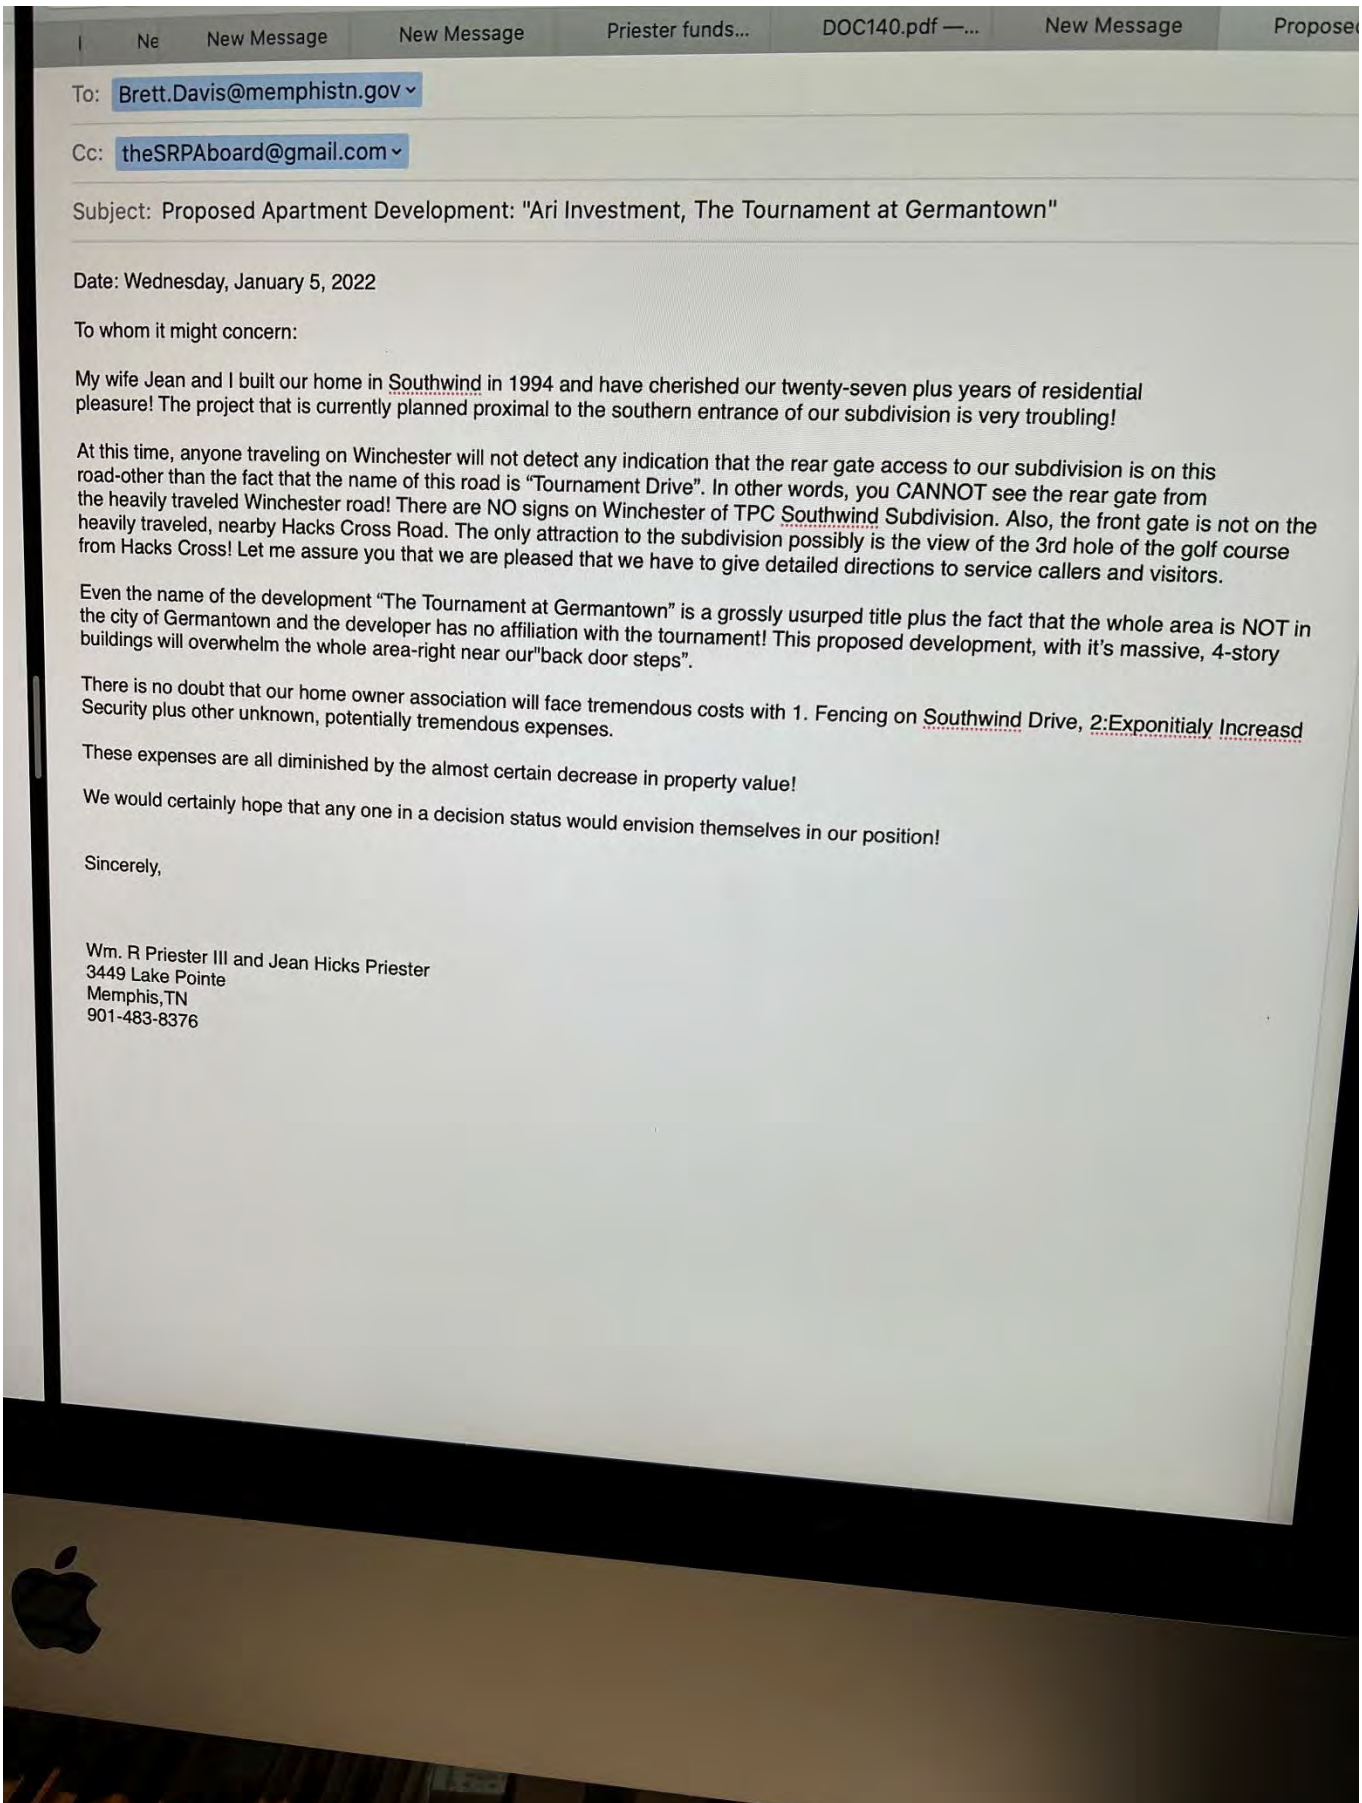 Ne New Message New Message Priester funds... DOC140.pdf —... New Message Propose
To: Brett.Davis@memphistn.gov
Cc: theSRPAboard@gmail.com
Subject: Proposed Apartment Development: "Ari Investment, The Tournament at Germantown"
Date: Wednesday, January 5, 2022
To whom it might concern:
My wife Jean and I built our home in Southwind in 1994 and have cherished our twenty-seven plus years of residential
pleasure! The project that is currently planned proximal to the southern entrance of our subdivision is very troubling!
At this time, anyone traveling on Winchester will not detect any indication that the rear gate access to our subdivision is on this
road-other than the fact that the name of this road is “Tournament Drive”. In other words, you CANNOT see the rear gate from
the heavily traveled Winchester road! There are NO signs on Winchester of TPC Southwind Subdivision. Also, the front gate is not on the
heavily traveled, nearby Hacks Cross Road. The only attraction to the subdivision possibly is the view of the 3rd hole of the golf course
from Hacks Cross! Let me assure you that we are pleased that we have to give detailed directions to service callers and visitors.
Even the name of the development “The Tournament at Germantown” is a grossly usurped title plus the fact that the whole area is NOT in
the city of Germantown and the developer has no affiliation with the tournament! This proposed development, with it's massive, 4-story
buildings will overwhelm the whole area-right near our"back door steps”.
There is no doubt that our home owner association will face tremendous costs with 1. Fencing on Southwind Drive, 2:Exponitialy Increasd
Security plus other unknown, potentially tremendous expenses.
These expenses are all diminished by the almost certain decrease in property value!
We would certainly hope that any one in a decision status would envision themselves in our position!
Sincerely,
Wm. R Priester III and Jean Hicks Priester
3449 Lake Pointe
Memphis,TN
901-483-8376